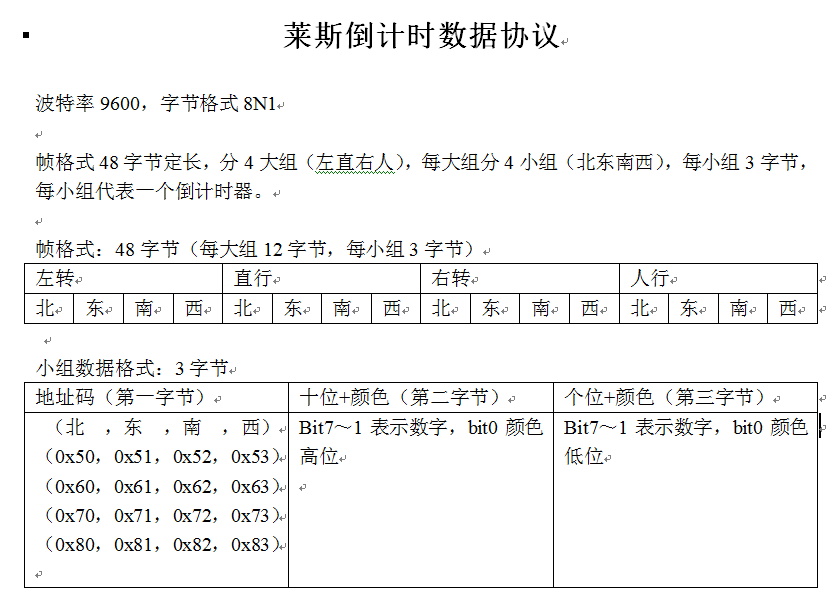 莱斯倒计时数据协议
波特率 9600，字节格式 8N1
帧格式 48 字节定长，分 4 大组（左直右人），每大组分 4 小组（北东南西），每小组 3 字节，
每小组代表一个倒计时器。
帧格式：48 字节（每大组 12 字节，每小组 3 字节）
左转 直行 右转 人行
北 东 南 西 北 东 南 西 北 东 南 西 北 东 南 西
小组数据格式：3 字节
地址码（第一字节） 十位+颜色（第二字节） 个位+颜色（第三字节）
（北 ，东 ，南 ，西） Bit7～1 表示数字，bit0 颜色 Bit7～1 表示数字，bit0 颜色
（0x50，0x51，0x52，0x53） 高位 低位
（0x60，0x61，0x62，0x63）
（0x70，0x71，0x72，0x73）
（0x80，0x81，0x82，0x83）